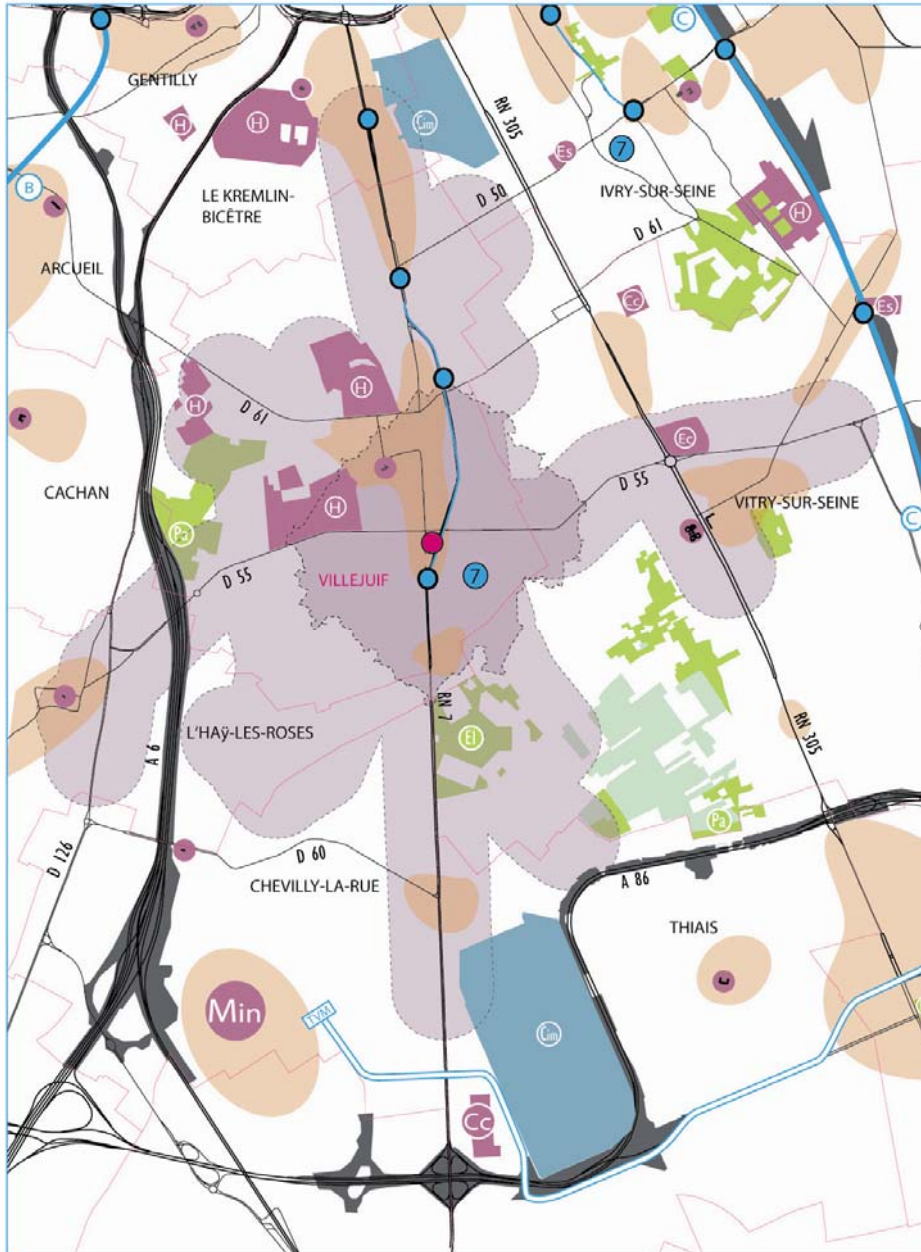 C
GENTILLY
H
H
Cim
RN 305
Es
7
B
LE KREMLIN-
BICÊTRE
D 50
IVRY-SUR-SEINE
H
D 61
ARCUEIL
Cc
Es
H
H
D 61
Ec
CACHAN
D 55
VITRY-SUR-SEINE
H
Pa
D 55
VILLEJUIF
7
C
RN 7
L'HAÿ-LES-ROSES
A 6
El
RN 305
Pa
D 126
D 60
CHEVILLY-LA-RUE
A 86
THIAIS
Min
TVM
Cim
Cc